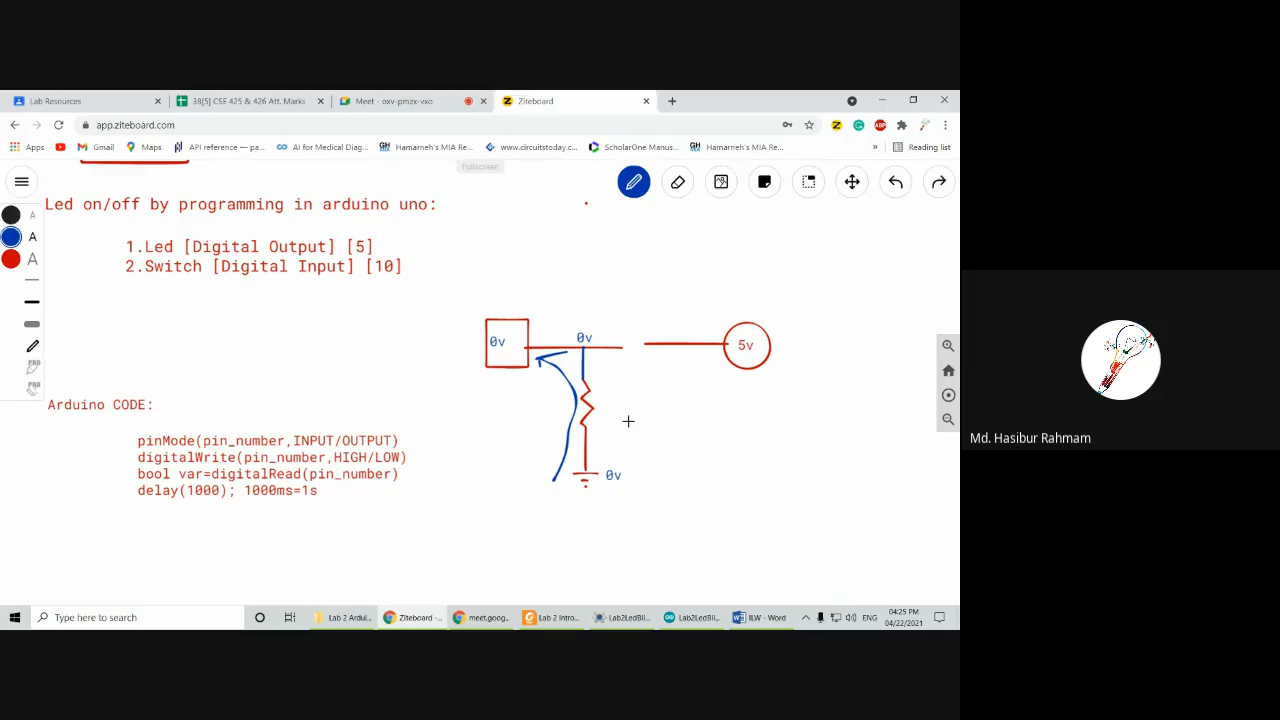 Lab Resources
38[5] CSE 425 & 426 Att. Marks
Meet - oxv-pmzx-vxo
Ziteboard
app.ziteboard.com
Apps
Gmail
Maps
API reference — pa...
AI for Medical Diag...
Hamarneh's MIA Re...
www.circuitstoday.c...
ScholarOne Manus...
Hamarneh's MIA Re...
»
Reading list
Fullscreen
Led on/off by programming in arduino uno:
1.Led [Digital Output] [5]
2.Switch [Digital Input] [10]
A
A
A
PRO
PRO
0v
0v
5v
0v
Arduino CODE:
pinMode(pin_number,INPUT/OUTPUT)
digitalWrite(pin_number,HIGH/LOW)
bool var=digitalRead(pin_number)
delay(1000); 1000ms=1s
Md. Hasibur Rahmam
Type here to search
Lab 2 Ardui...
Ziteboard -...
meet.goog...
Lab 2 Intro...
Lab2LedBli...
Lab2LedBli...
ILW - Word
ENG
04:25 PM
04/22/2021